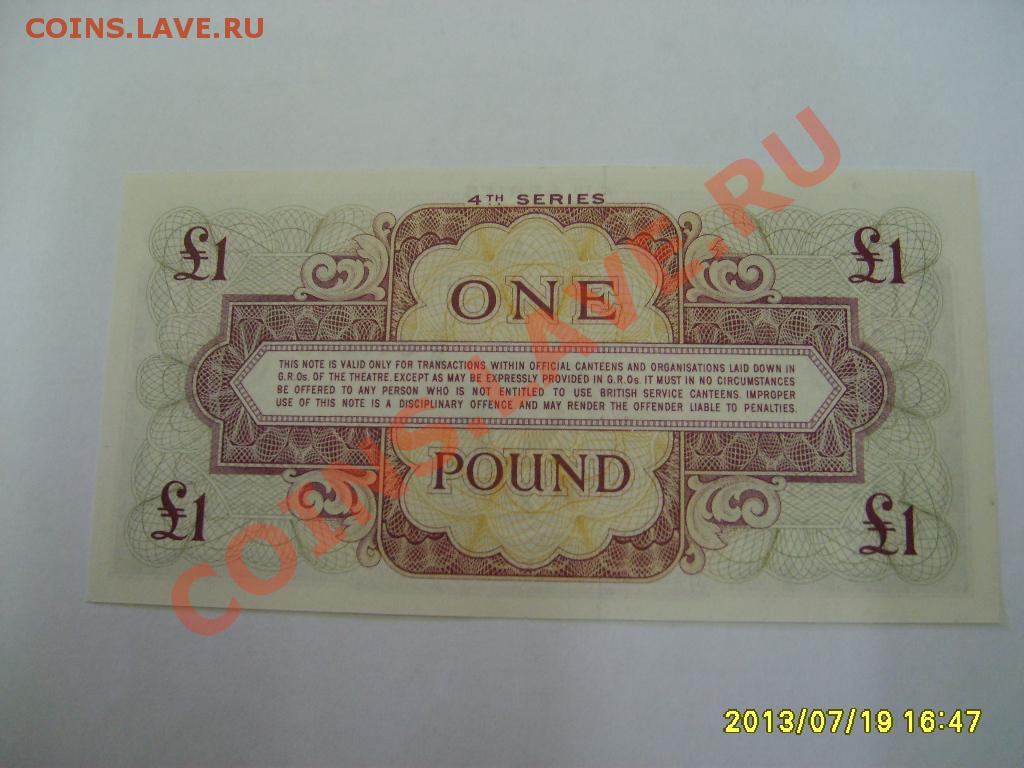 COINS.LAVE.RU
4TH SERIES
£1 £1
ONE
THIS NOTE IS VALID ONLY FOR TRANSACTIONS WITHIN OFFICIAL CANTEENS AND ORGANISATIONS LAID DOWN IN
G.R.Os. OF THE THEATRE. EXCEPT AS MAY BE EXPRESSLY PROVIDED IN G.R.Os. IT MUST IN NO CIRCUMSTANCES
BE OFFERED TO ANY PERSON WHO IS NOT ENTITLED TO USE BRITISH SERVICE CANTEENS. IMPROPER
USE OF THIS NOTE IS A DISCIPLINARY OFFENCE AND MAY RENDER THE OFFENDER LIABLE TO PENALTIES.
POUND
£1 £1
COINS.LAVE.RU
2013/07/19 16:47